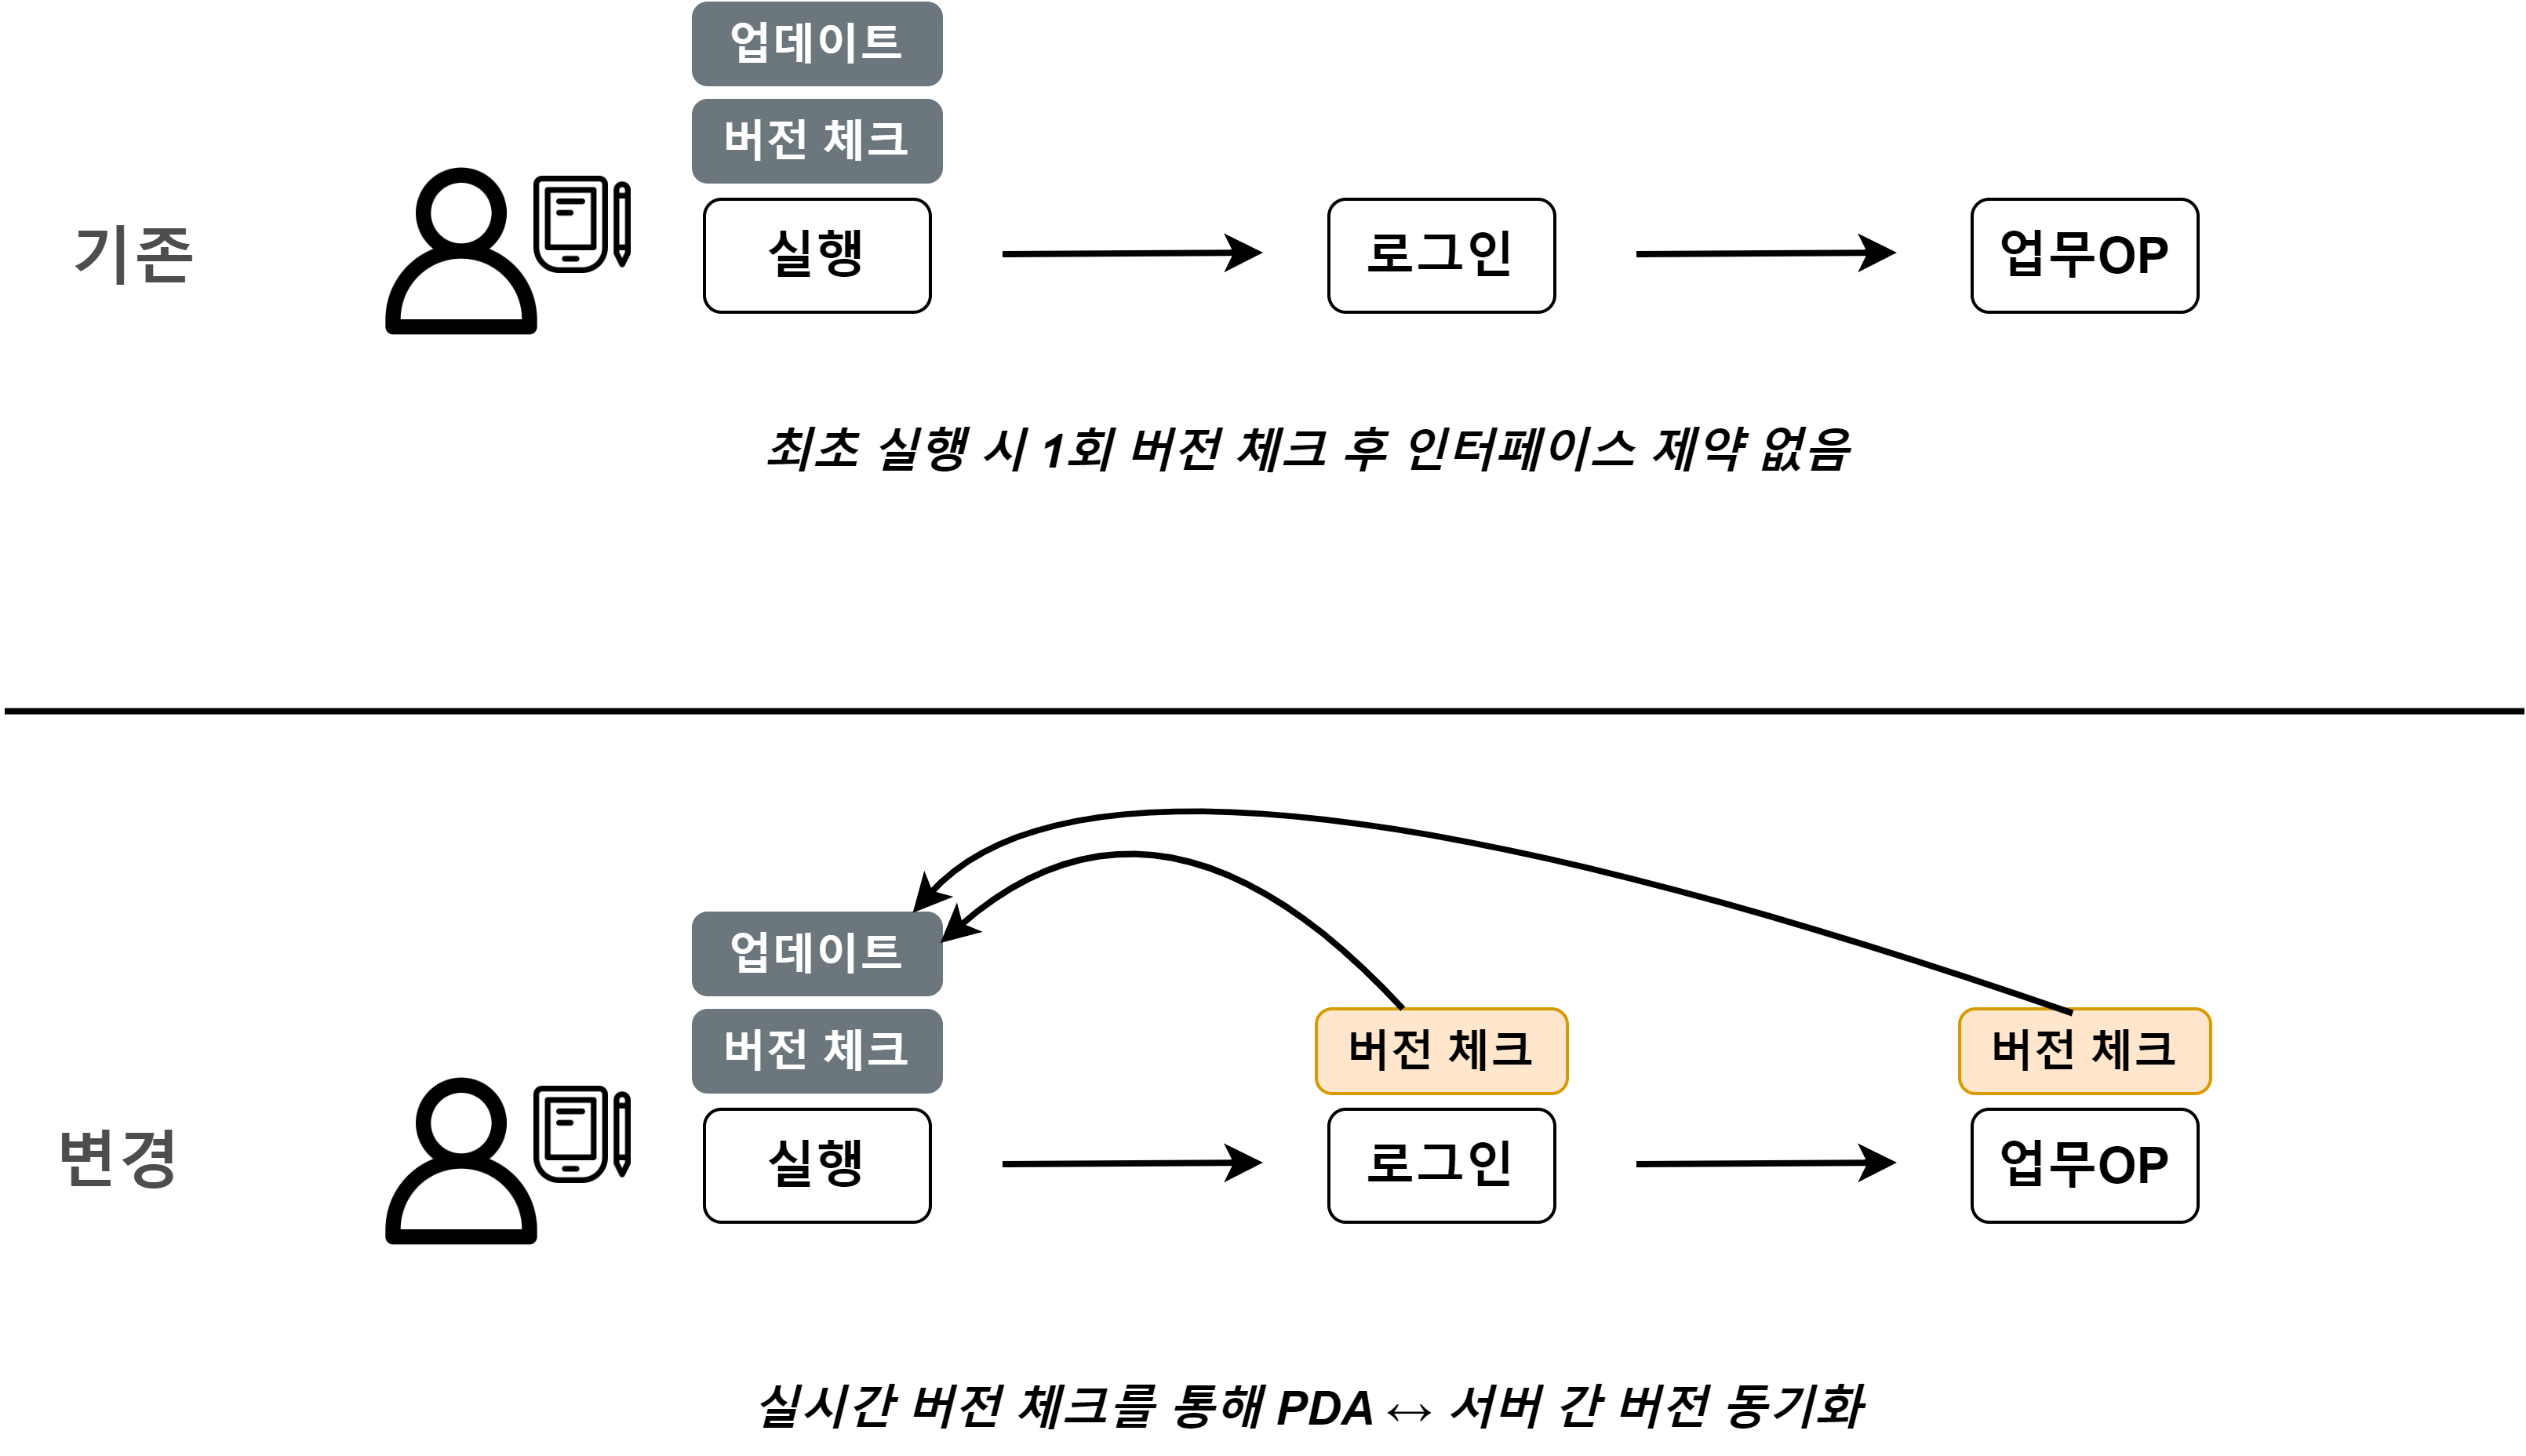 업데이트
버전 체크
기존
실행
로그인
업무OP
최초 실행 시 1회 버전 체크 후 인터페이스 제약 없음
업데이트
버전 체크
버전 체크
버전 체크
변경
실행
로그인
업무OP
실시간 버전 체크를 통해 PDA ↔ 서버 간 버전 동기화